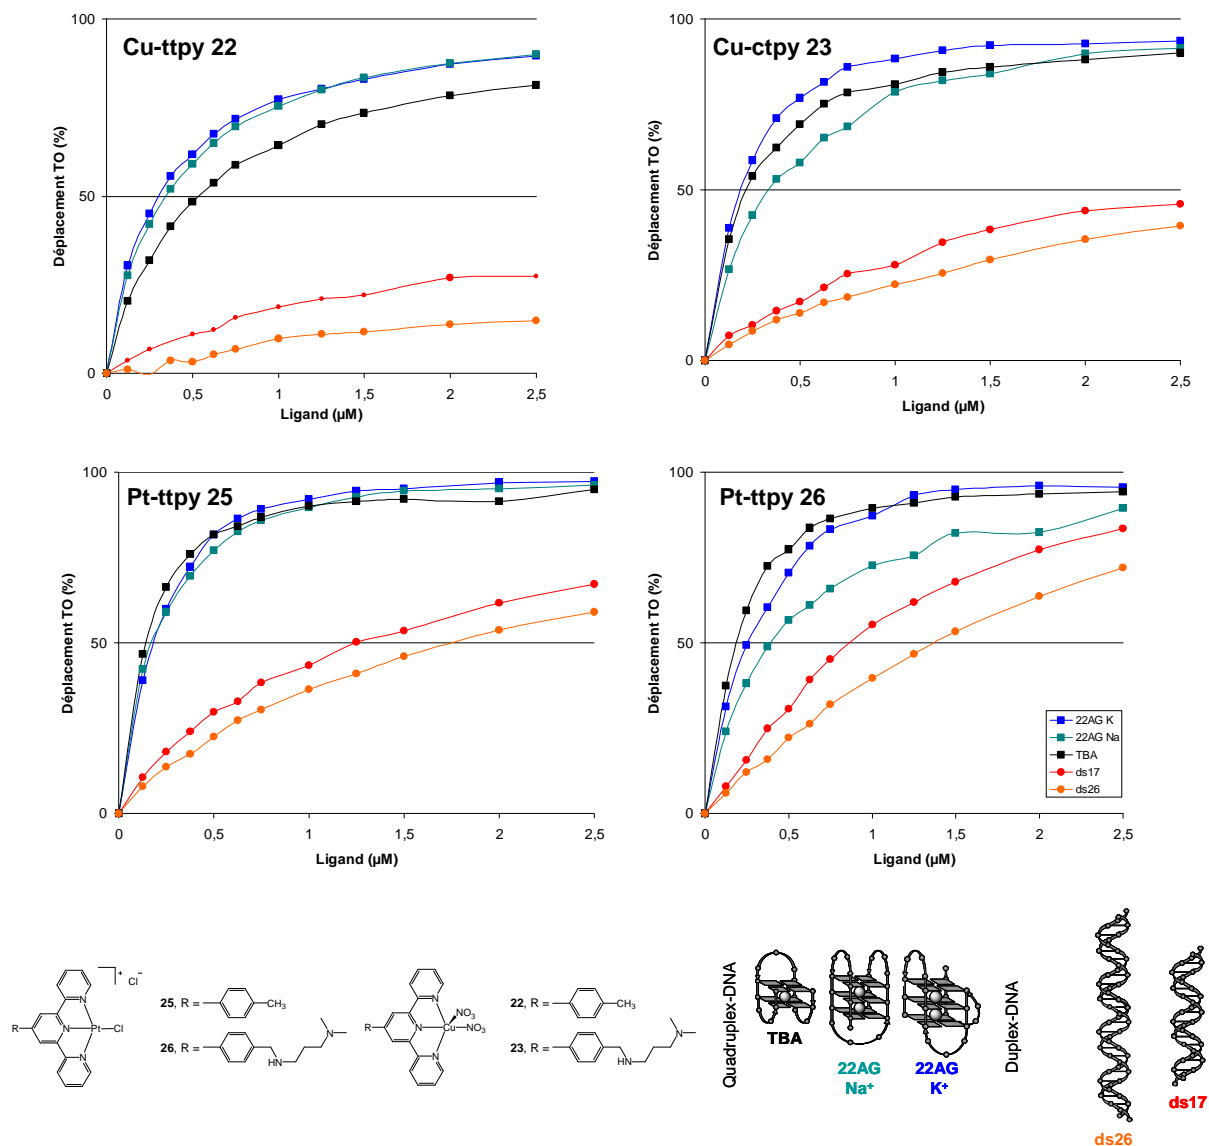 Cu-ttpy 22
Déplacement TO (%)
100
50
0
0 0,5 1 1,5 2 2,5
Ligand (µM)
Cu-ctpy 23
Déplacement TO (%)
100
50
0
0 0,5 1 1,5 2 2,5
Ligand (µM)
Pt-ttpy 25
Déplacement TO (%)
100
50
0
0 0,5 1 1,5 2 2,5
Ligand (µM)
Pt-ttpy 26
Déplacement TO (%)
100
50
0
0 0,5 1 1,5 2 2,5
Ligand (µM)
22AG K
22AG Na
TBA
ds17
ds26
+ Cl−
N
R N Pt Cl
N
25, R = CH3
26, R = N
HN
N
NO3
R N Cu NO3
N
22, R = CH3
23, R = N
HN
Quadruplex-DNA
TBA
22AG
Na+
22AG
K+
Duplex-DNA
ds26
ds17